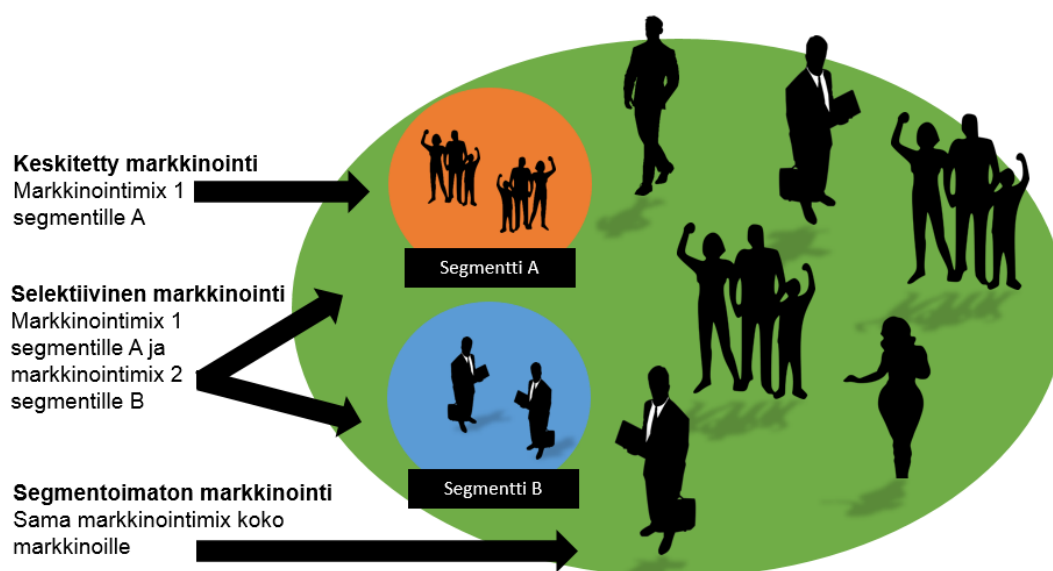 Keskitetty markkinointi
Markkinointimix 1
segmentille A
Segmentti A
Selektiivinen markkinointi
Markkinointimix 1
segmentille A ja
markkinointimix 2
segmentille B
Segmentti B
Segmentoimaton markkinointi
Sama markkinointimix koko
markkinoille